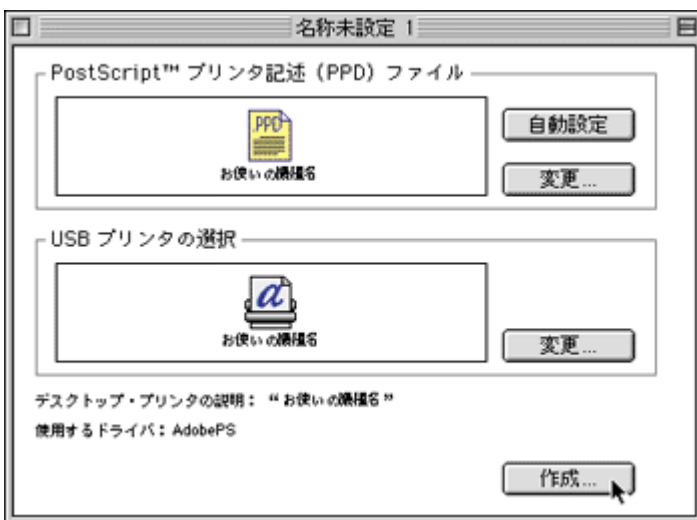 名称未設定 1
PostScript™ プリンタ記述（PPD）ファイル
PPD
自動設定
お使いの機種名
変更...
USB プリンタの選択
a
お使いの機種名
変更...
デスクトップ・プリンタの説明： “お使いの機種名”
使用するドライバ：AdobePS
作成...